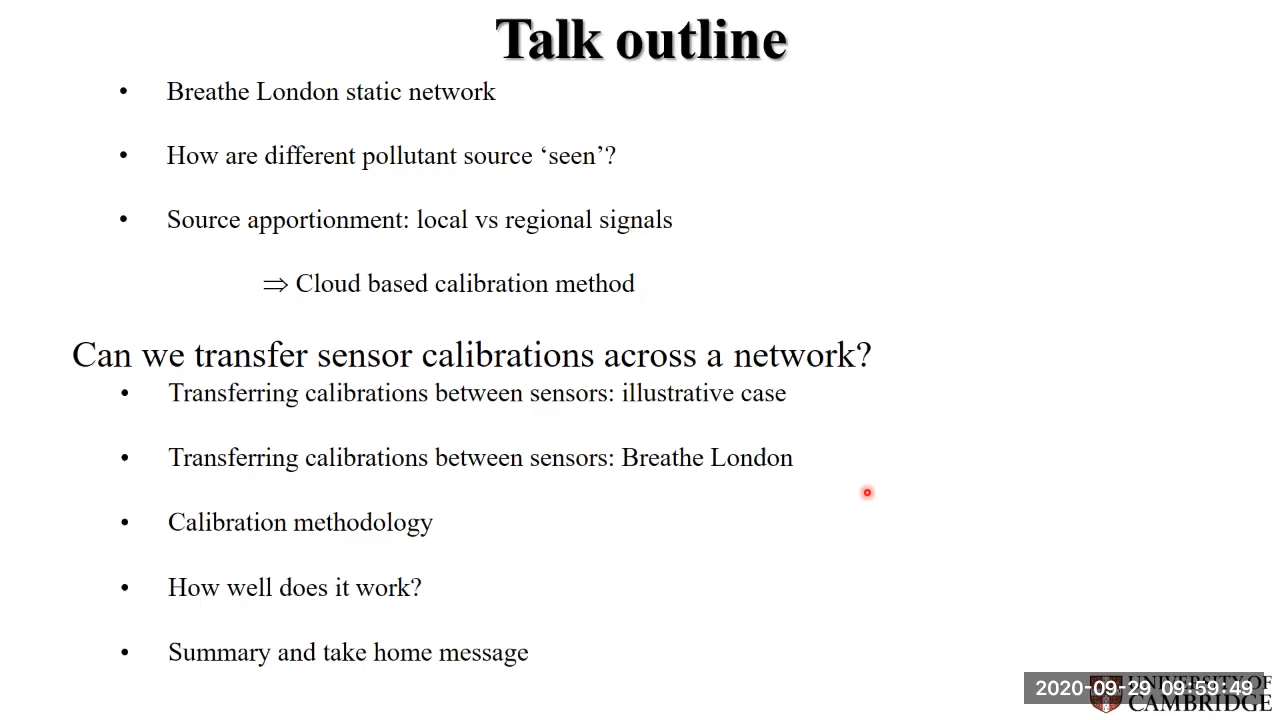 Talk outline
• Breathe London static network
• How are different pollutant source ‘seen’?
• Source apportionment: local vs regional signals
⇒ Cloud based calibration method
Can we transfer sensor calibrations across a network?
• Transferring calibrations between sensors: illustrative case
• Transferring calibrations between sensors: Breathe London
• Calibration methodology
• How well does it work?
• Summary and take home message
UNIVERSITY OF
CAMBRIDGE
2020-09-29 09:59:49